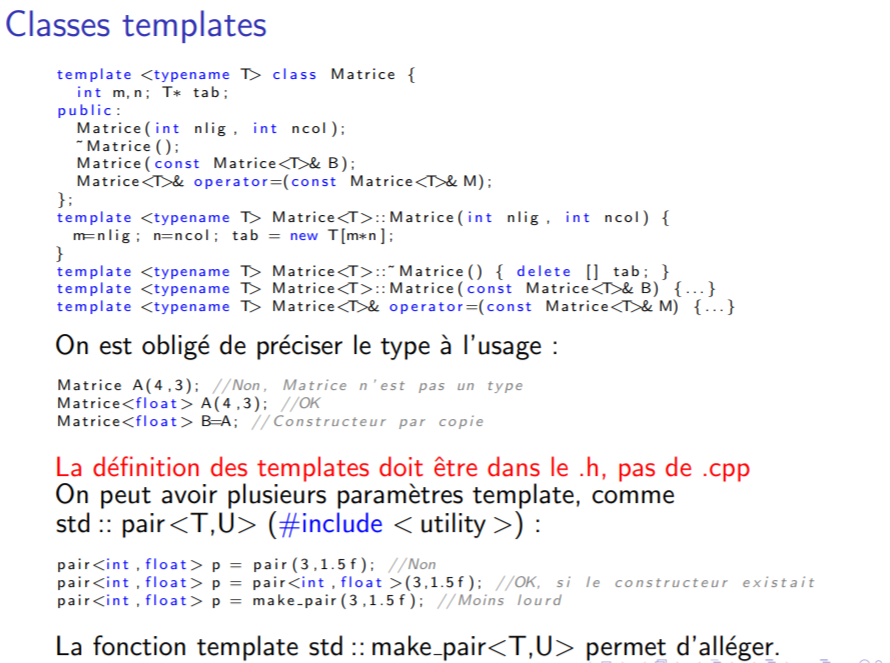 Classes templates
template <typename T> class Matrice {
int m,n; T* tab;
public:
Matrice(int nlig, int ncol);
~Matrice();
Matrice(const Matrice<T>& B);
Matrice<T>& operator=(const Matrice<T>& M);
};
template <typename T> Matrice<T>::Matrice(int nlig, int ncol) {
m=nlig; n=ncol; tab = new T[m*n];
}
template <typename T> Matrice<T>::~Matrice() { delete [] tab; }
template <typename T> Matrice<T>::Matrice(const Matrice<T>& B) {...}
template <typename T> Matrice<T>& operator=(const Matrice<T>& M) {...}
On est obligé de préciser le type à l'usage :
Matrice A(4,3); //Non, Matrice n'est pas un type
Matrice<float> A(4,3); //OK
Matrice<float> B=A; //Constructeur par copie
La définition des templates doit être dans le .h, pas de .cpp
On peut avoir plusieurs paramètres template, comme
std :: pair<T,U> (#include < utility >) :
pair<int,float> p = pair(3,1.5f); //Non
pair<int,float> p = pair<int,float>(3,1.5f); //OK, si le constructeur existait
pair<int,float> p = make_pair(3,1.5f); //Moins lourd
La fonction template std :: make_pair<T,U> permet d'alléger.